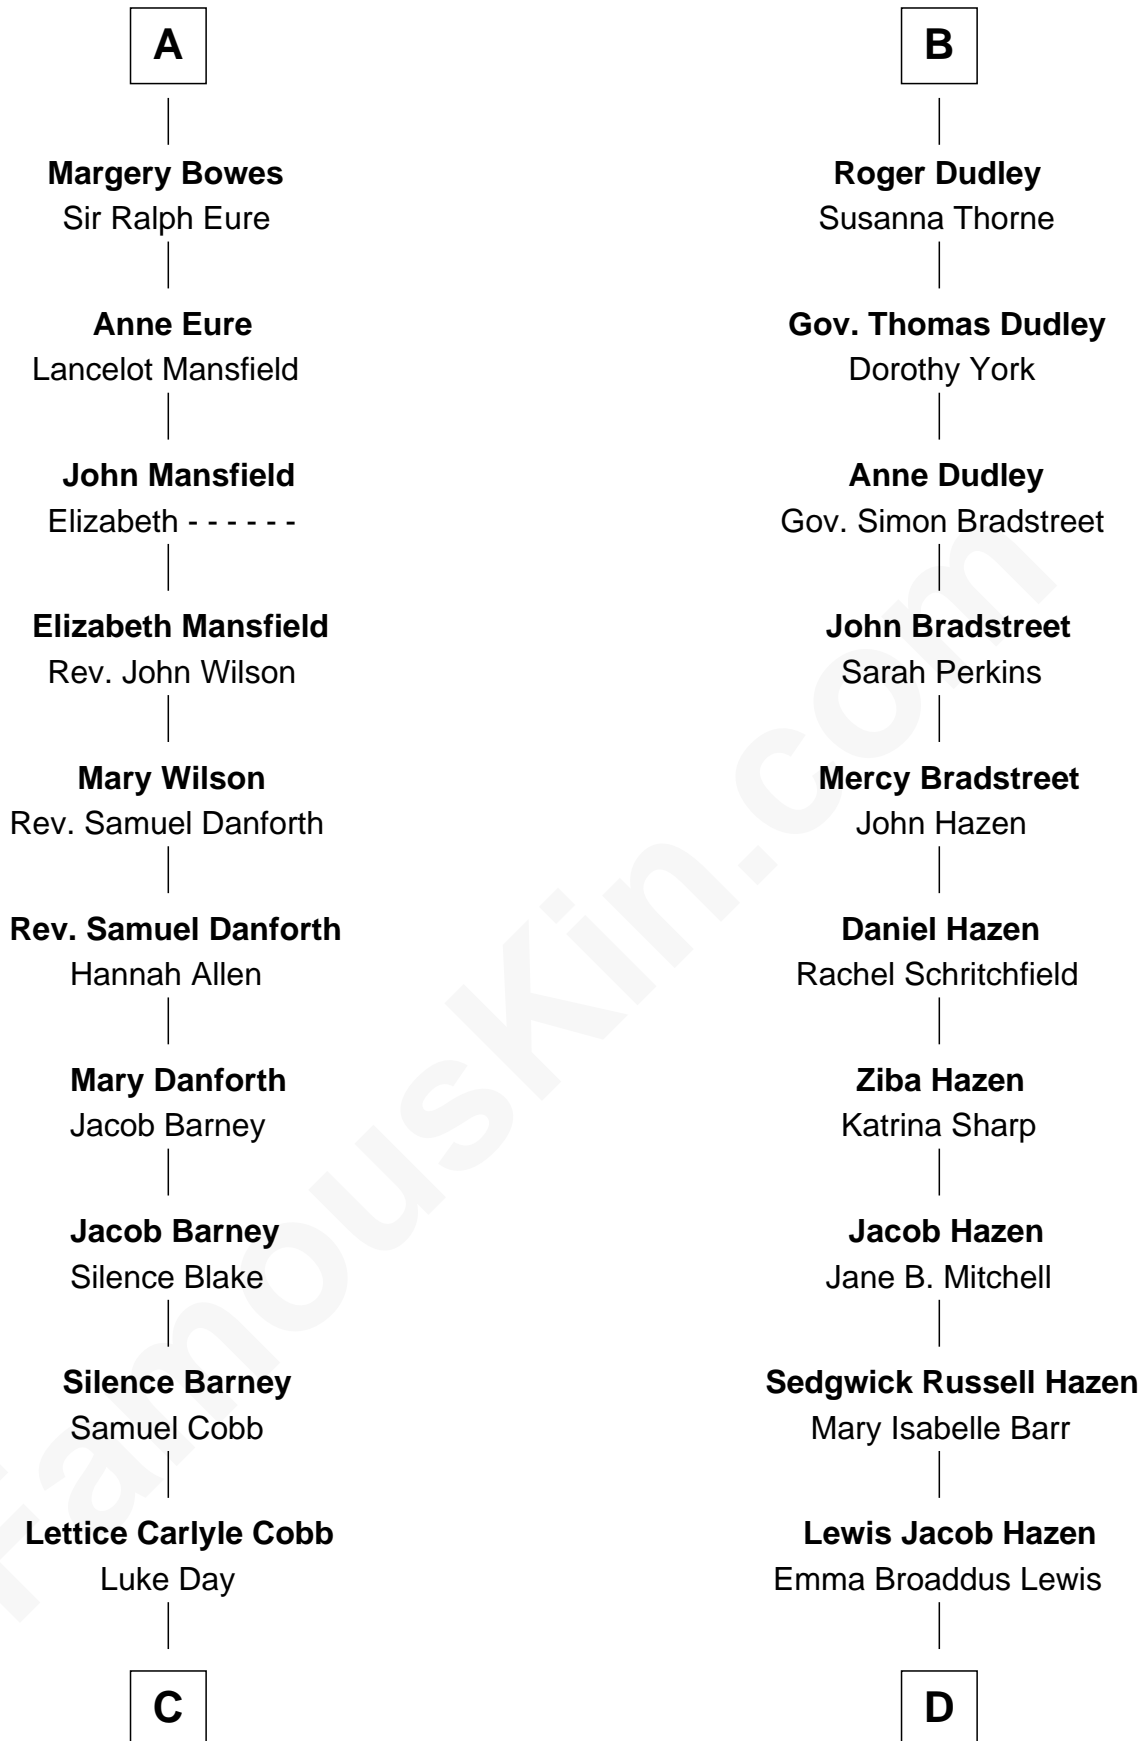 A
Margery Bowes
Sir Ralph Eure
Anne Eure
Lancelot Mansfield
John Mansfield
Elizabeth - - - - - -
Elizabeth Mansfield
Rev. John Wilson
Mary Wilson
Rev. Samuel Danforth
Rev. Samuel Danforth
Hannah Allen
Mary Danforth
Jacob Barney
Jacob Barney
Silence Blake
Silence Barney
Samuel Cobb
Lettice Carlyle Cobb
Luke Day
C
B
Roger Dudley
Susanna Thorne
Gov. Thomas Dudley
Dorothy York
Anne Dudley
Gov. Simon Bradstreet
John Bradstreet
Sarah Perkins
Mercy Bradstreet
John Hazen
Daniel Hazen
Rachel Schritchfield
Ziba Hazen
Katrina Sharp
Jacob Hazen
Jane B. Mitchell
Sedgwick Russell Hazen
Mary Isabelle Barr
Lewis Jacob Hazen
Emma Broaddus Lewis
D
FamousKin.com